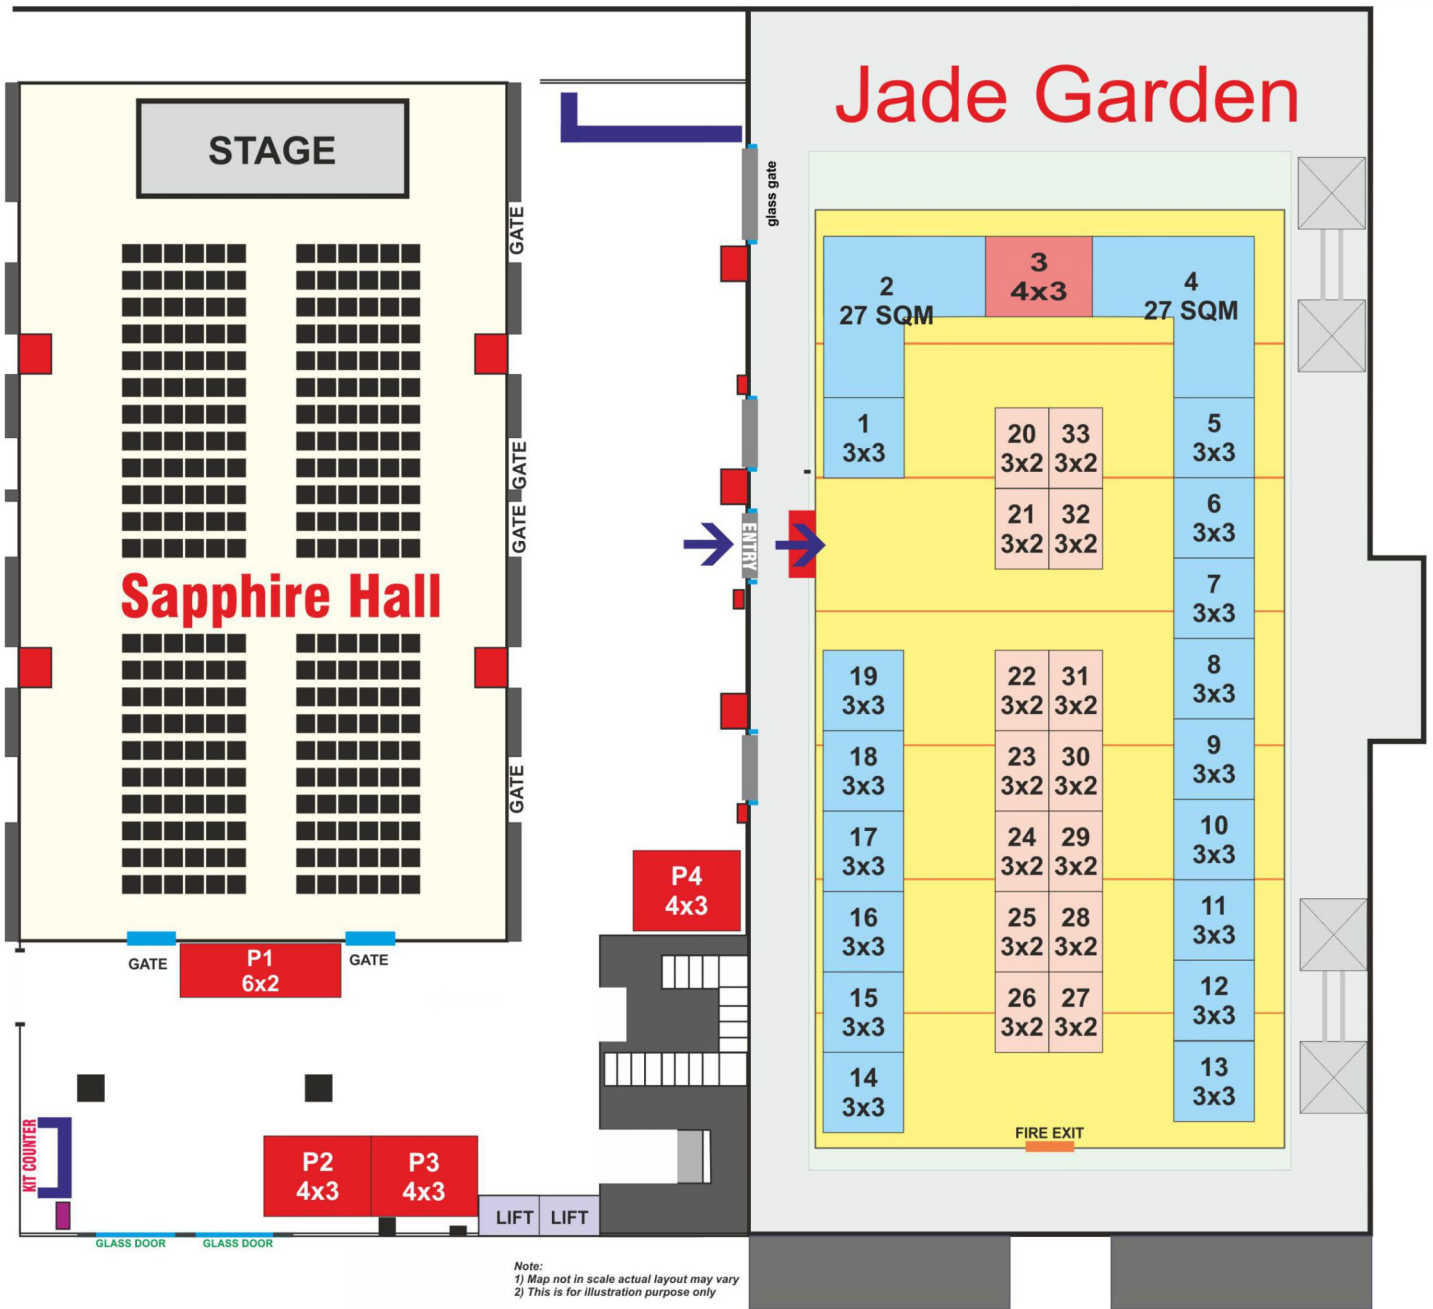 Jade Garden
STAGE
glass gate
GATE
GATE
GATE
GATE
Sapphire Hall
ENTRY
2
27 SQM
3
4x3
4
27 SQM
1
3x3
20
3x2
33
3x2
5
3x3
21
3x2
32
3x2
6
3x3
7
3x3
19
3x3
22
3x2
31
3x2
8
3x3
18
3x3
23
3x2
30
3x2
9
3x3
17
3x3
24
3x2
29
3x2
10
3x3
16
3x3
25
3x2
28
3x2
11
3x3
15
3x3
26
3x2
27
3x2
12
3x3
14
3x3
13
3x3
FIRE EXIT
P4
4x3
GATE
P1
6x2
GATE
KIT COUNTER
P2
4x3
P3
4x3
LIFT
LIFT
GLASS DOOR
GLASS DOOR
Note:
1) Map not in scale actual layout may vary
2) This is for illustration purpose only